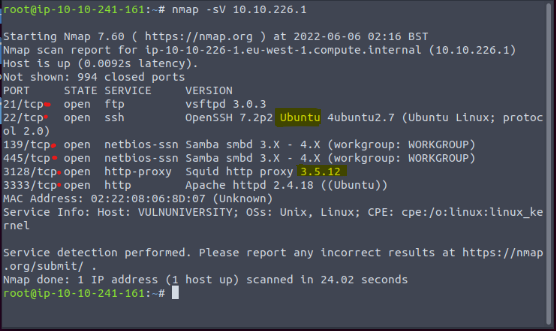 root@ip-10-10-241-161:~# nmap -sV 10.10.226.1
Starting Nmap 7.60 ( https://nmap.org ) at 2022-06-06 02:16 BST
Nmap scan report for ip-10-10-226-1.eu-west-1.compute.internal (10.10.226.1)
Host is up (0.0092s latency).
Not shown: 994 closed ports
PORT STATE SERVICE VERSION
21/tcp open ftp vsftpd 3.0.3
22/tcp open ssh OpenSSH 7.2p2 Ubuntu 4ubuntu2.7 (Ubuntu Linux; protoc
ol 2.0)
139/tcp open netbios-ssn Samba smbd 3.X - 4.X (workgroup: WORKGROUP)
445/tcp open netbios-ssn Samba smbd 3.X - 4.X (workgroup: WORKGROUP)
3128/tcp open http-proxy Squid http proxy 3.5.12
3333/tcp open http Apache httpd 2.4.18 ((Ubuntu))
MAC Address: 02:22:08:06:8D:07 (Unknown)
Service Info: Host: VULNUNIVERSITY; OSs: Unix, Linux; CPE: cpe:/o:linux:linux_ke
rnel
Service detection performed. Please report any incorrect results at https://nmap
.org/submit/ .
Nmap done: 1 IP address (1 host up) scanned in 24.02 seconds
root@ip-10-10-241-161:~#